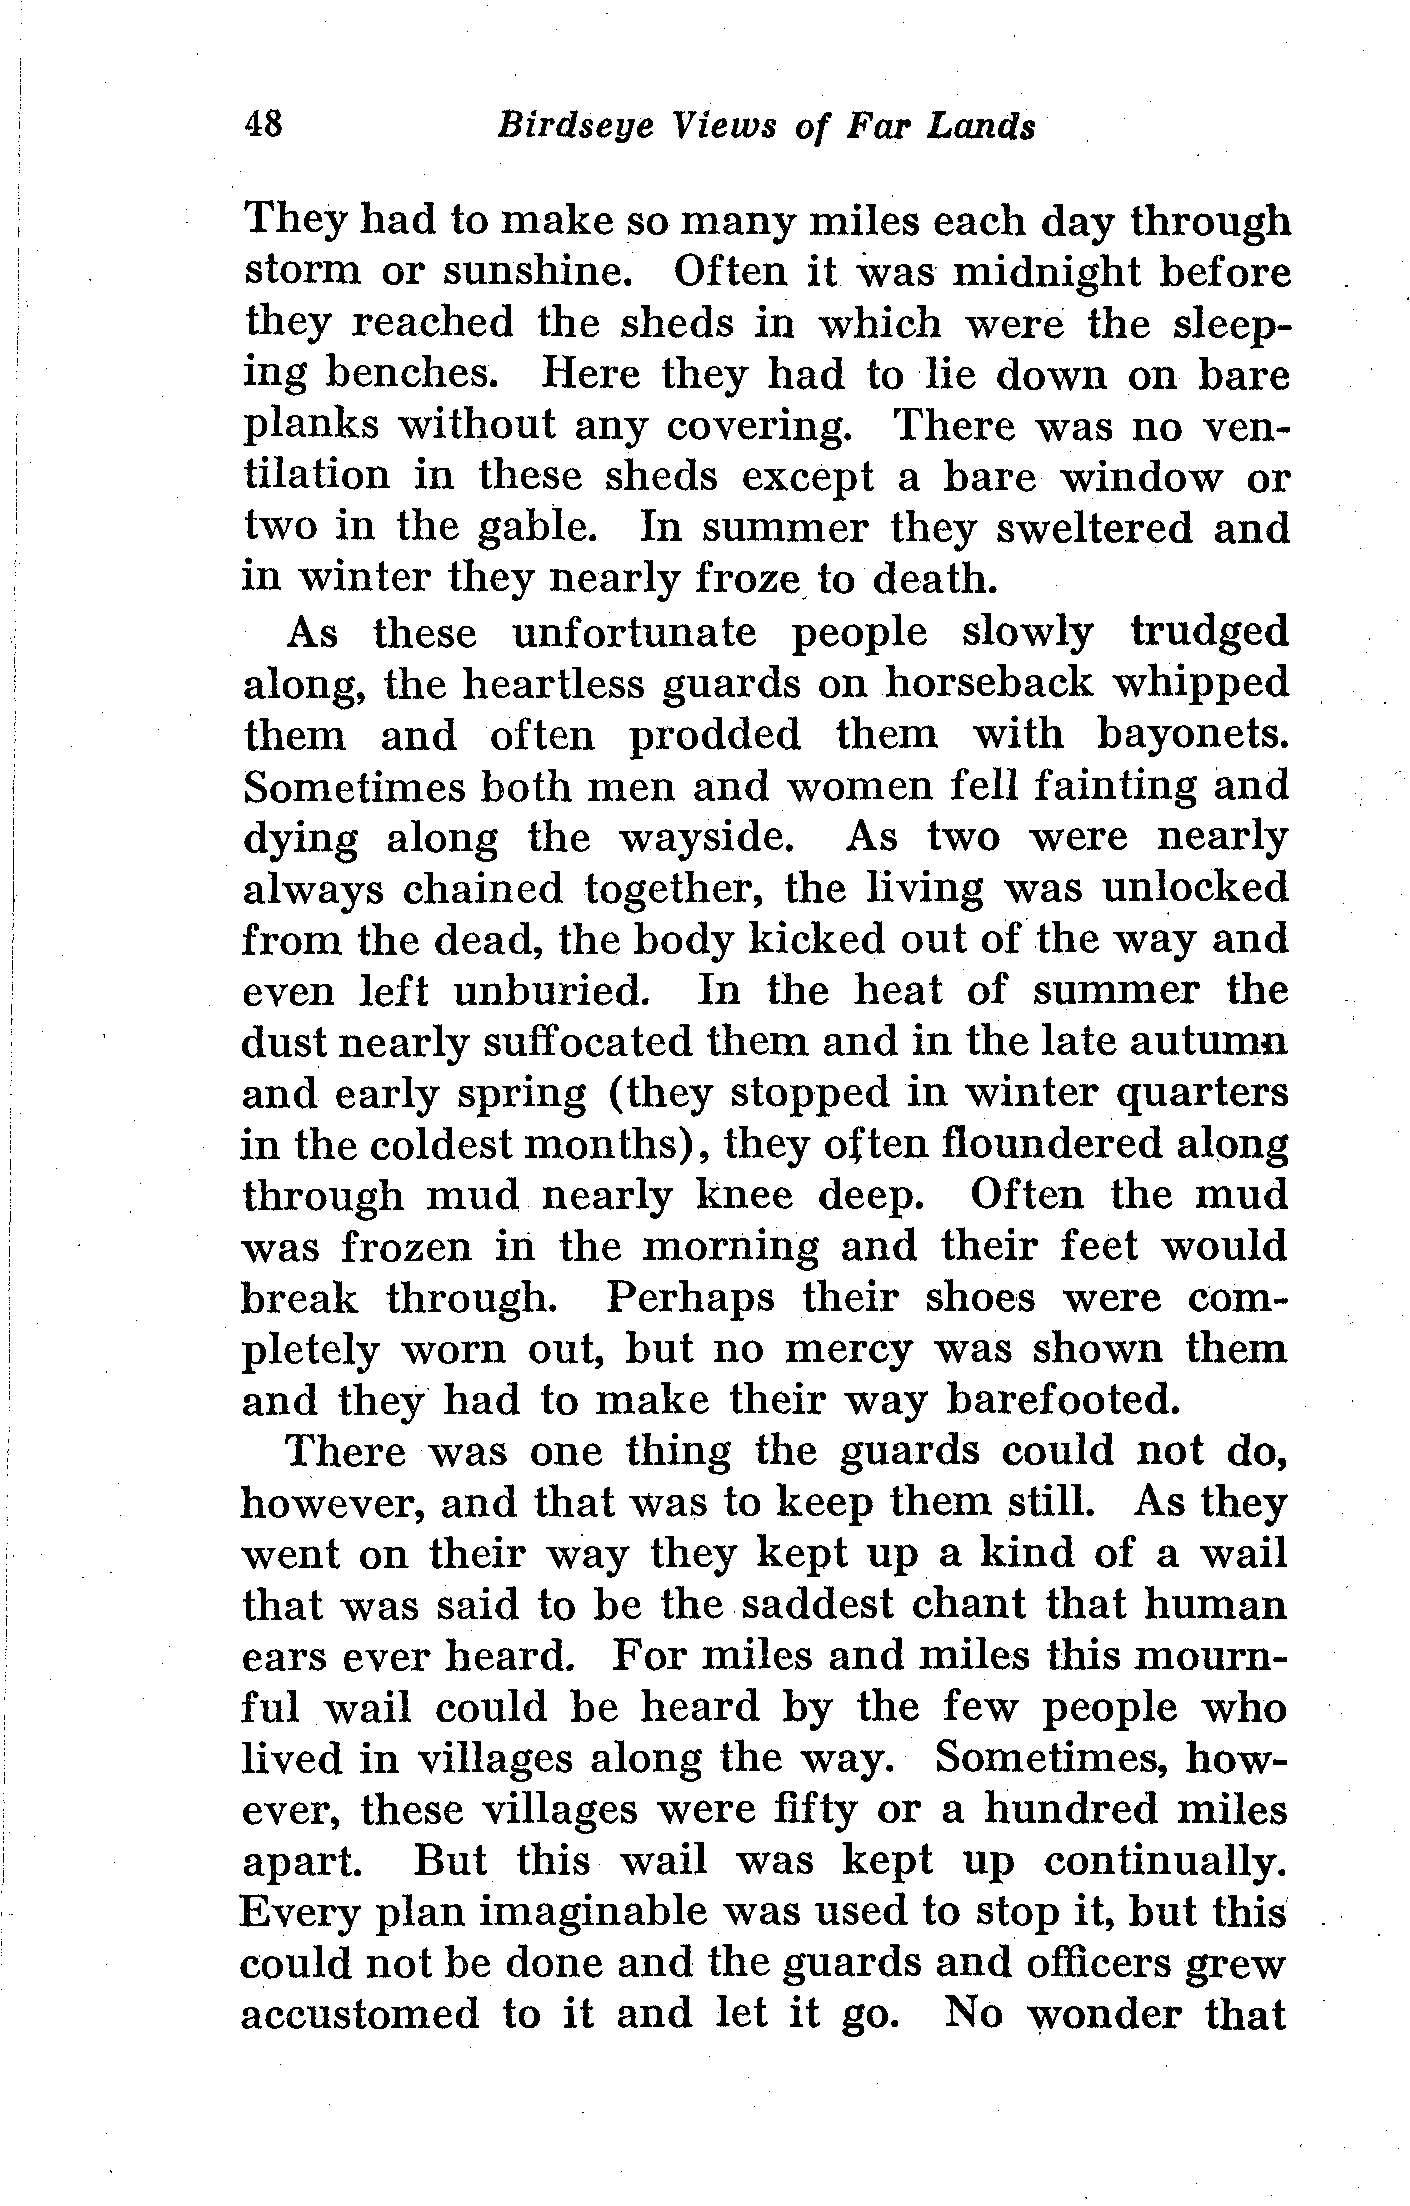 48 Birdseye Views of Far Lands
They had to make so many miles each day through
storm or sunshine. Often it was midnight before
they reached the sheds in which were the sleep-
ing benches. Here they had to lie down on bare
planks without any covering. There was no ven-
tilation in these sheds except a bare window or
two in the gable. In summer they sweltered and
in winter they nearly froze to death.
As these unfortunate people slowly trudged
along, the heartless guards on horseback whipped
them and often prodded them with bayonets.
Sometimes both men and women fell fainting and
dying along the wayside. As two were nearly
always chained together, the living was unlocked
from the dead, the body kicked out of the way and
even left unburied. In the heat of summer the
dust nearly suffocated them and in the late autumn
and early spring (they stopped in winter quarters
in the coldest months), they often floundered along
through mud nearly knee deep. Often the mud
was frozen in the morning and their feet would
break through. Perhaps their shoes were com-
pletely worn out, but no mercy was shown them
and they had to make their way barefooted.
There was one thing the guards could not do,
however, and that was to keep them still. As they
went on their way they kept up a kind of a wail
that was said to be the saddest chant that human
ears ever heard. For miles and miles this mourn-
ful wail could be heard by the few people who
lived in villages along the way. Sometimes, how-
ever, these villages were fifty or a hundred miles
apart. But this wail was kept up continually.
Every plan imaginable was used to stop it, but this
could not be done and the guards and officers grew
accustomed to it and let it go. No wonder that